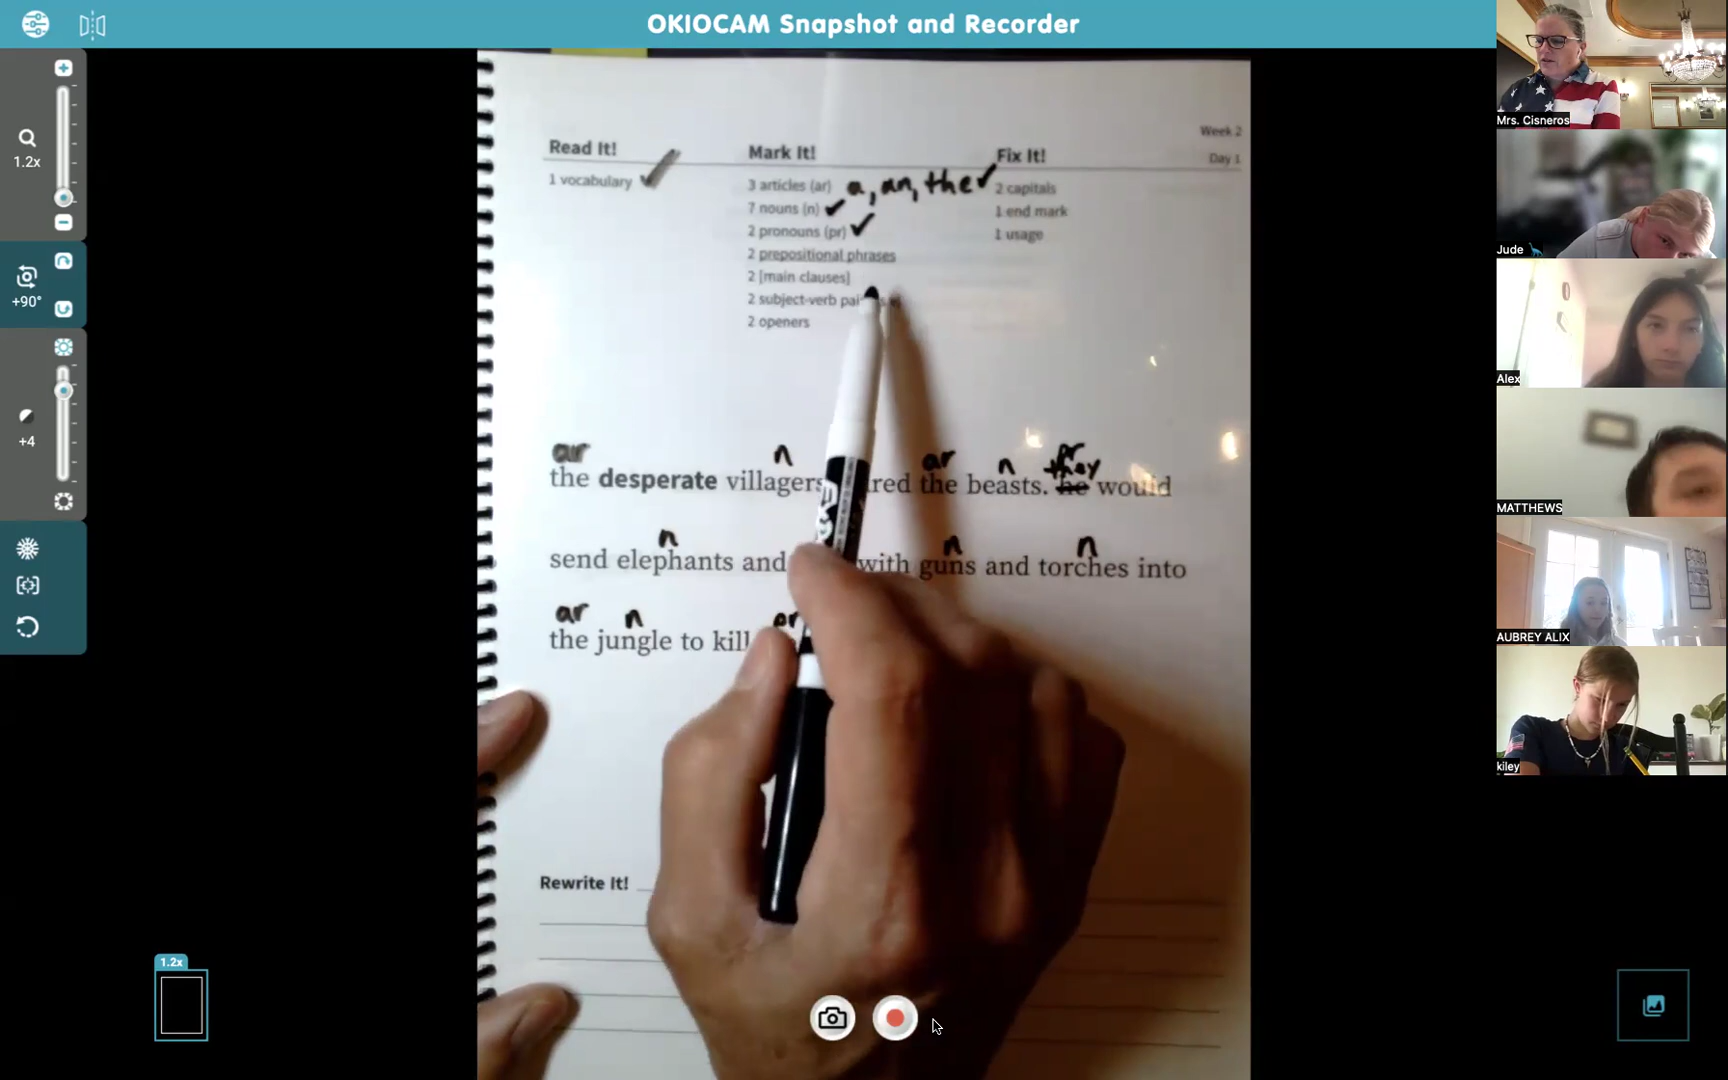 OKIOCAM Snapshot and Recorder
1.2x
+90°
+4
1.2x
Week 2
Day 1
Read It!
1 vocabulary ✓
Mark It!
3 articles (ar) a, an, the ✓
7 nouns (n) ✓
2 pronouns (pr) ✓
2 prepositional phrases
2 [main clauses]
2 subject-verb
2 openers
Fix It!
2 capitals
1 end mark
1 usage
ar n ar n pr
they
the desperate villagers the beasts. he would
n n n
send elephants and with guns and torches into
ar n pr
the jungle to kill
Rewrite It!
Mrs. Cisneros
Jude
Alex
MATTHEWS
AUBREY ALIX
kiley